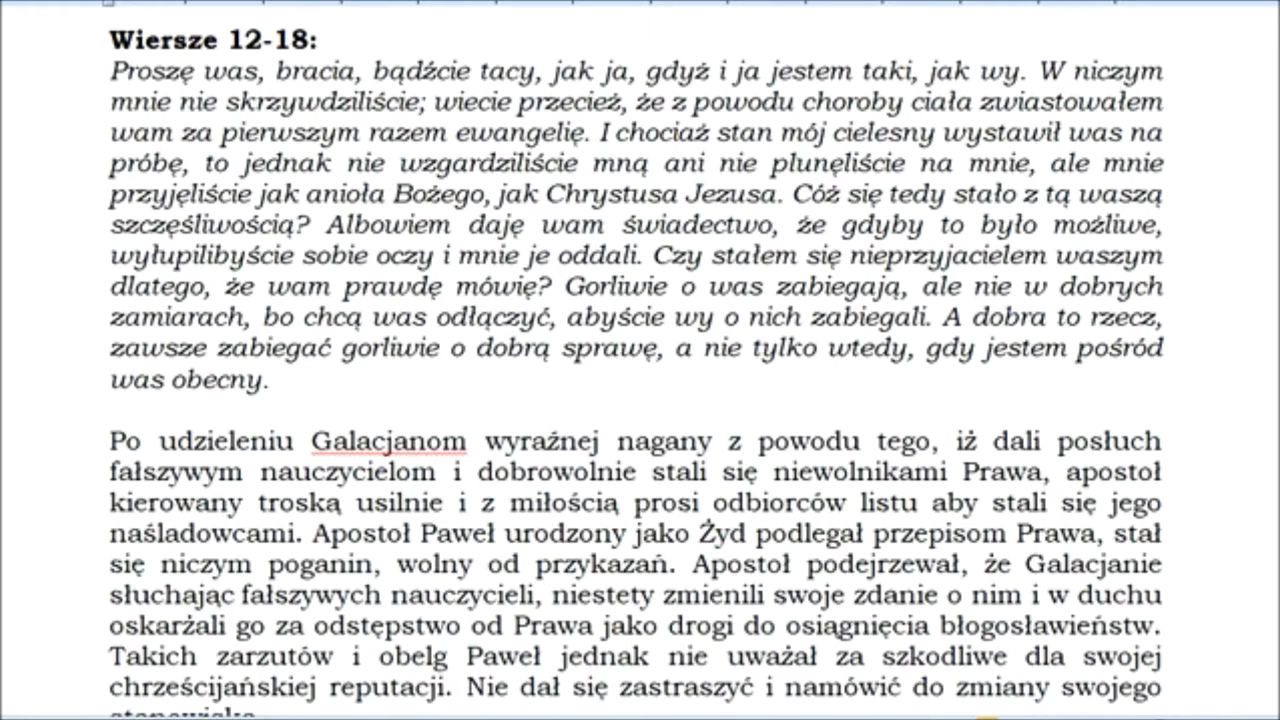 Wiersze 12-18:
Proszę was, bracia, bądźcie tacy, jak ja, gdyż i ja jestem taki, jak wy. W niczym
mnie nie skrzywdziliście; wiecie przecież, że z powodu choroby ciała zwiastowałem
wam za pierwszym razem ewangelię. I chociaż stan mój cielesny wystawił was na
próbę, to jednak nie wzgardziliście mną ani nie plunęliście na mnie, ale mnie
przyjęliście jak anioła Bożego, jak Chrystusa Jezusa. Cóż się tedy stało z tą waszą
szczęśliwością? Albowiem daję wam świadectwo, że gdyby to było możliwe,
wyłupilibyście sobie oczy i mnie je oddali. Czy stałem się nieprzyjacielem waszym
dlatego, że wam prawdę mówię? Gorliwie o was zabiegają, ale nie w dobrych
zamiarach, bo chcą was odłączyć, abyście wy o nich zabiegali. A dobra to rzecz,
zawsze zabiegać gorliwie o dobrą sprawę, a nie tylko wtedy, gdy jestem pośród
was obecny.
Po udzieleniu Galacjanom wyraźnej nagany z powodu tego, iż dali posłuch
fałszywym nauczycielom i dobrowolnie stali się niewolnikami Prawa, apostoł
kierowany troską usilnie i z miłością prosi odbiorców listu aby stali się jego
naśladowcami. Apostoł Paweł urodzony jako Żyd podlegał przepisom Prawa, stał
się niczym poganin, wolny od przykazań. Apostoł podejrzewał, że Galacjanie
słuchając fałszywych nauczycieli, niestety zmienili swoje zdanie o nim i w duchu
oskarżali go za odstępstwo od Prawa jako drogi do osiągnięcia błogosławieństw.
Takich zarzutów i obelg Paweł jednak nie uważał za szkodliwe dla swojej
chrześcijańskiej reputacji. Nie dał się zastraszyć i namówić do zmiany swojego